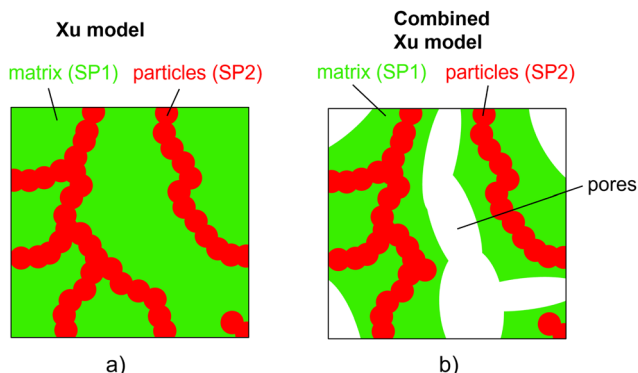 Xu model
matrix (SP1) particles (SP2)
a)
Combined
Xu model
matrix (SP1) particles (SP2)
pores
b)